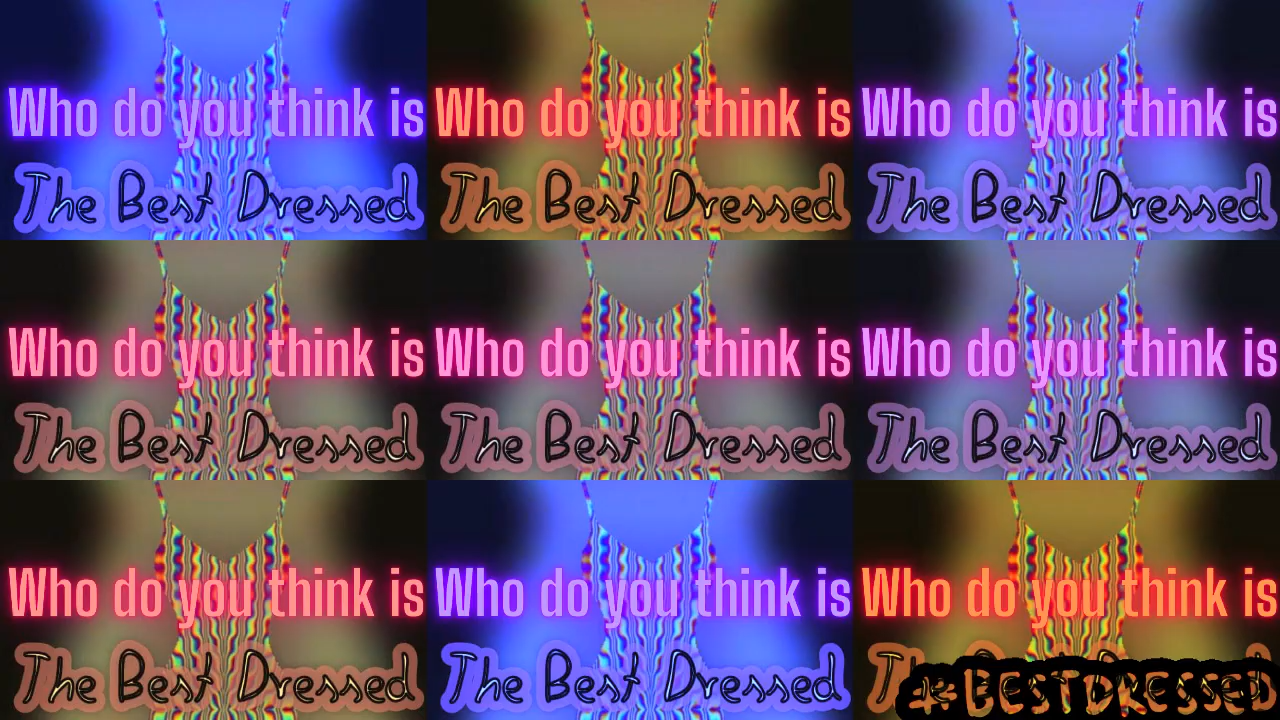 Who do you think is Who do you think is Who do you think is
The Best Dressed The Best Dressed The Best Dressed
Who do you think is Who do you think is Who do you think is
The Best Dressed The Best Dressed The Best Dressed
Who do you think is Who do you think is Who do you think is
The Best Dressed The Best Dressed The Best Dressed
# BESTDRESSED